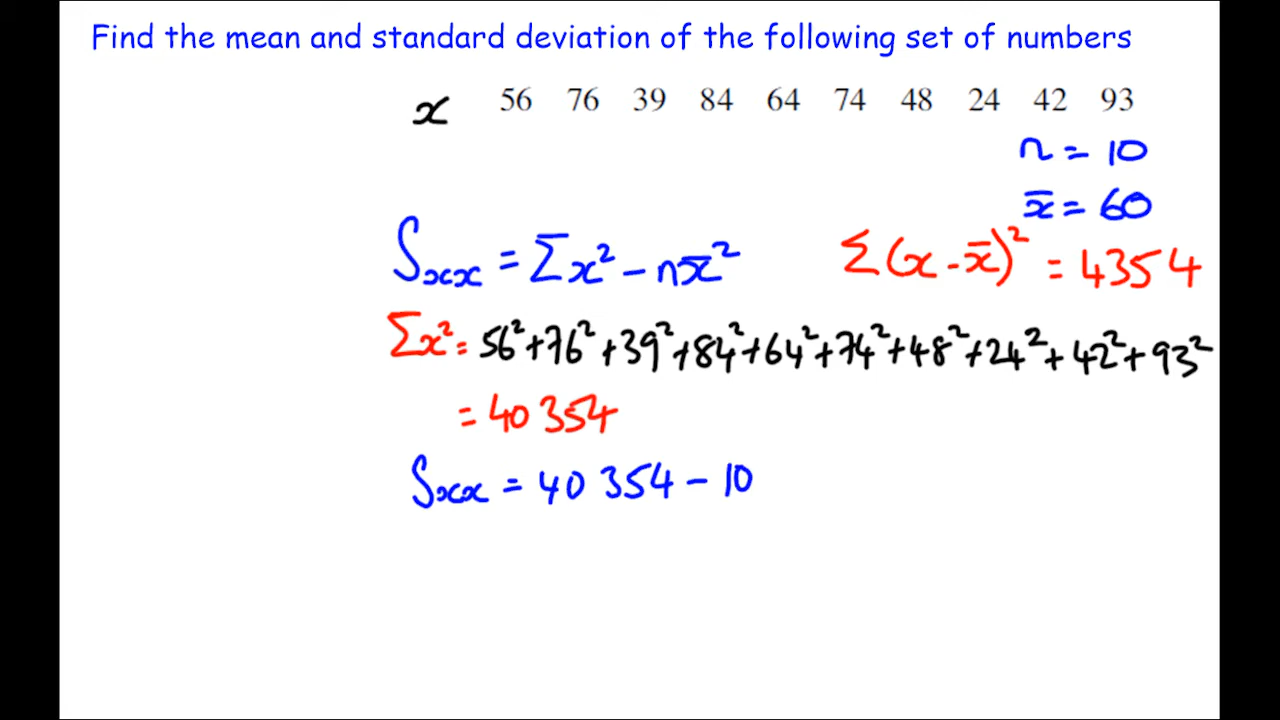 Find the mean and standard deviation of the following set of numbers
x 56 76 39 84 64 74 48 24 42 93
n = 10
x̄ = 60
Sxx = Σx² − nx̄² Σ(x − x̄)² = 4354
Σx² = 56² + 76² + 39² + 84² + 64² + 74² + 48² + 24² + 42² + 93²
= 40 354
Sxx = 40 354 − 10